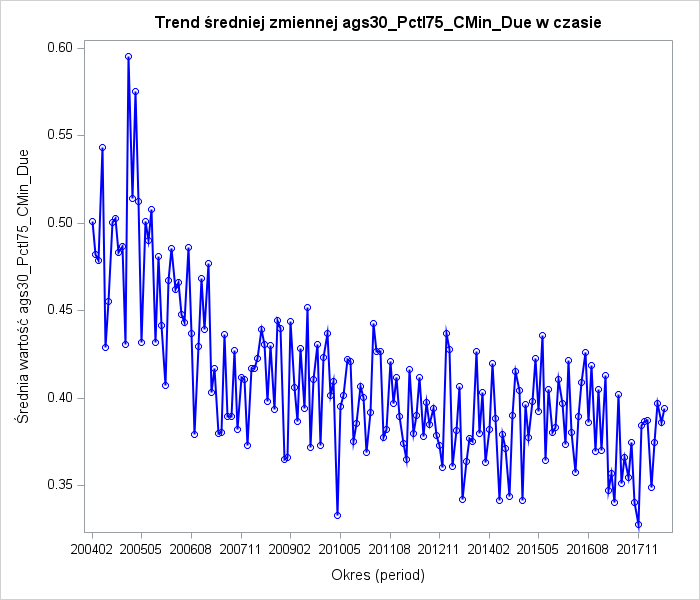 Trend średniej zmiennej ags30_Pctl75_CMin_Due w czasie
Średnia wartość ags30_Pctl75_CMin_Due
0.60
0.55
0.50
0.45
0.40
0.35
200402 200505 200608 200711 200902 201005 201108 201211 201402 201505 201608 201711
Okres (period)